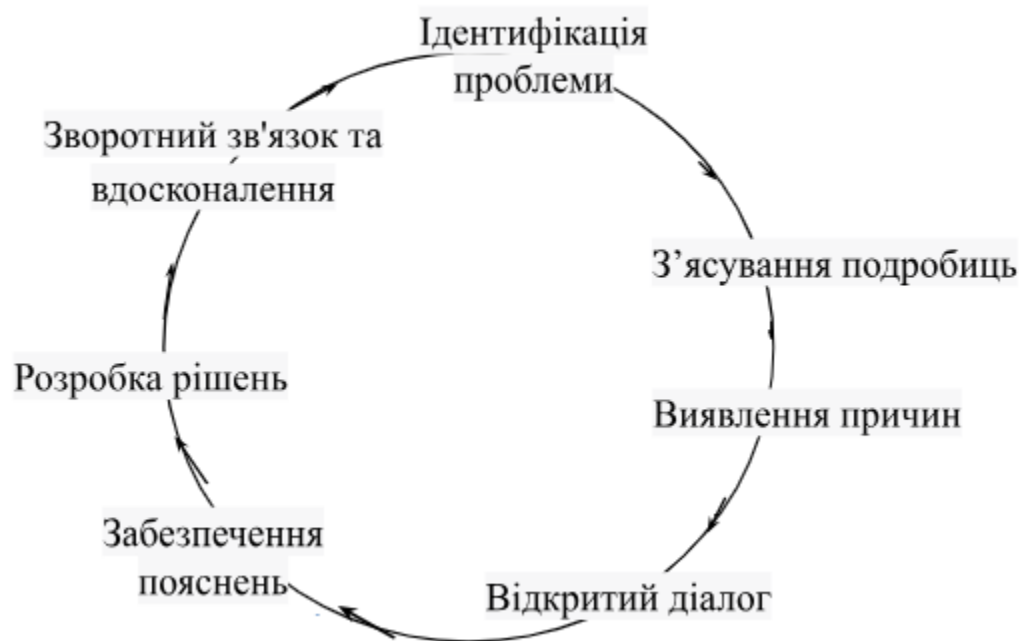 Ідентифікація
проблеми
З’ясування подробиць
Виявлення причин
Відкритий діалог
Забезпечення
пояснень
Розробка рішень
Зворотний зв'язок та
вдосконалення